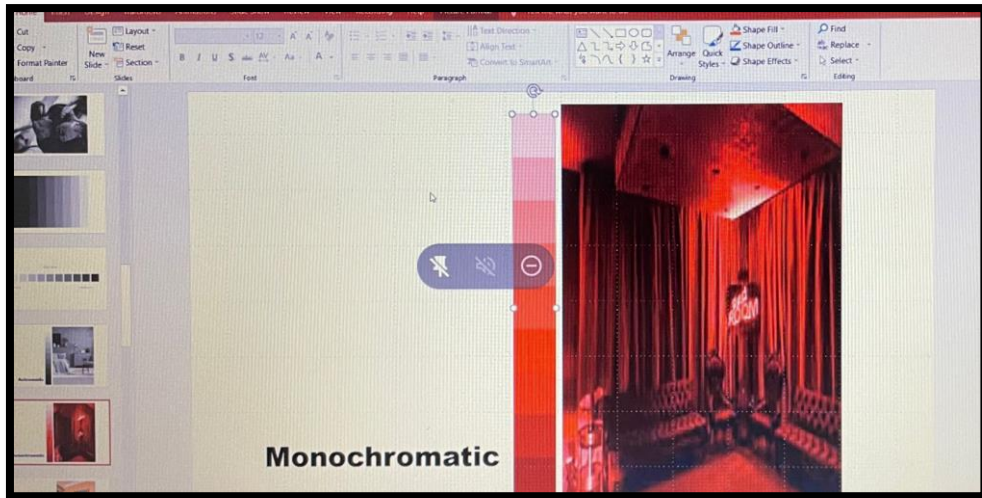 Cut
Copy
Format Painter
New
Slide
Layout
Reset
Section
Slides
Font
Text Direction
Align Text
Convert to SmartArt
Paragraph
Arrange
Quick
Styles
Shape Fill
Shape Outline
Shape Effects
Drawing
Find
Replace
Select
Editing
ROOM
Monochromatic